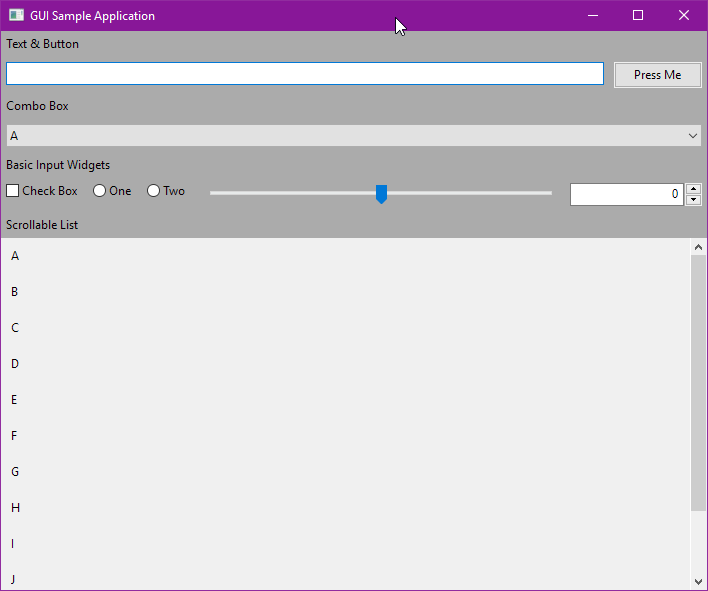 GUI Sample Application
Text & Button
Press Me
Combo Box
A
Basic Input Widgets
Check Box One Two 0
Scrollable List
A
B
C
D
E
F
G
H
I
J